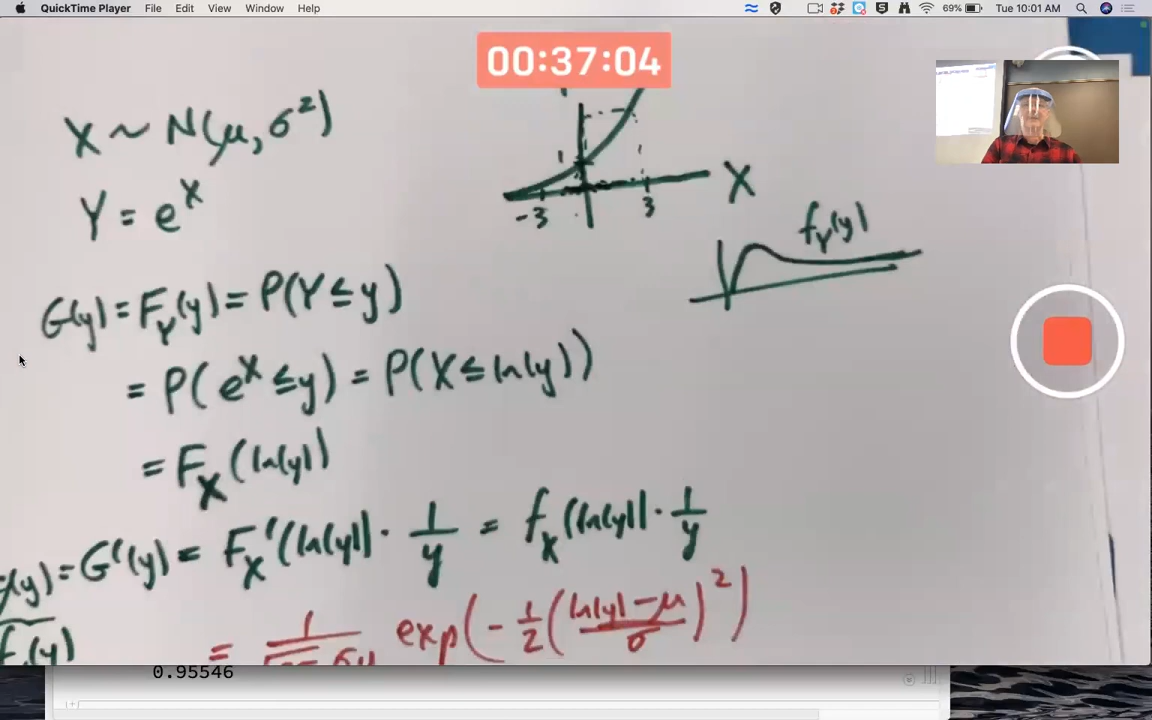 QuickTime Player File Edit View Window Help 69% Tue 10:01 AM
00:37:04
X ~ N(μ, σ²)
Y = e^X
1
-3 3 X
f_Y(y)
G(y) = F_Y(y) = P(Y ≤ y)
= P(e^X ≤ y) = P(X ≤ ln(y))
= F_X(ln(y))
(y) = G'(y) = F_X'(ln(y)) · 1/y = f_X(ln(y)) · 1/y
(y)
= exp(-1/2((ln(y)-μ)/σ)²)
0.95546